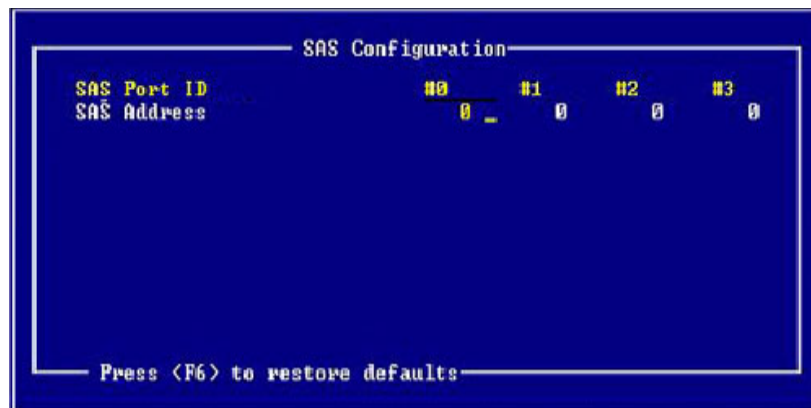 SAS Configuration
SAS Port ID #0 #1 #2 #3
SAS Address 0 0 0 0
Press <F6> to restore defaults